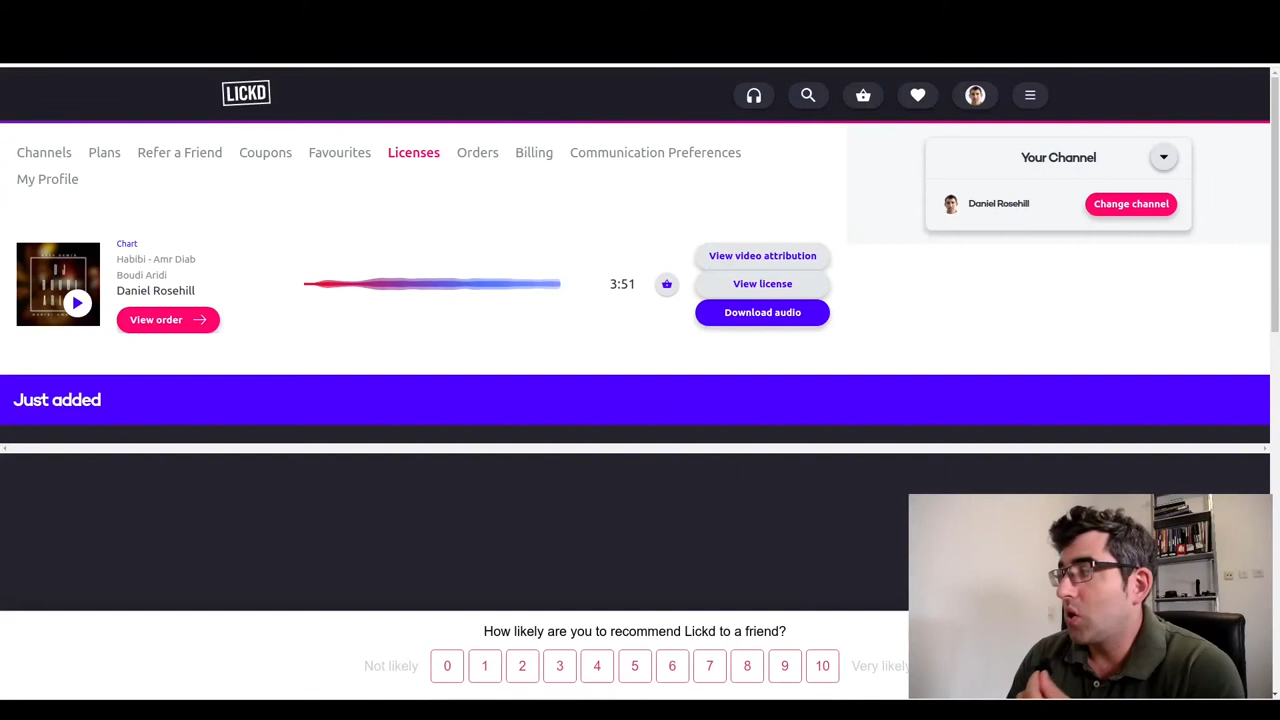 LICKD
Channels Plans Refer a Friend Coupons Favourites Licenses Orders Billing Communication Preferences
My Profile
Your Channel
Daniel Rosehill
Change channel
Chart
Habibi - Amr Diab
Boudi Aridi
Daniel Rosehill
View order
3:51
View video attribution
View license
Download audio
Just added
How likely are you to recommend Lickd to a friend?
Not likely 0 1 2 3 4 5 6 7 8 9 10 Very likely